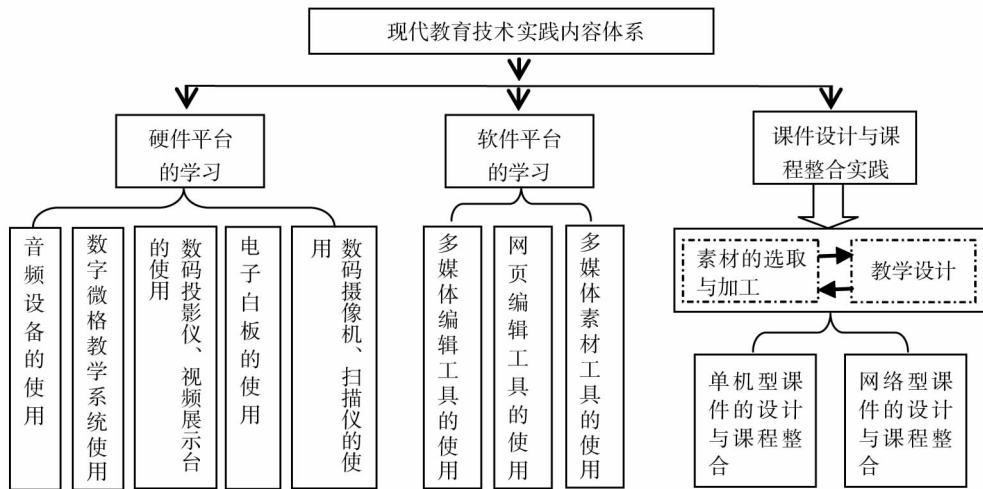 现代教育技术实践内容体系
硬件平台
的学习
软件平台
的学习
课件设计与课
程整合实践
音频设备的使用
数字微格教学系统使用
数码投影仪、视频展示台
的使用
电子白板的使用
数码摄像机、扫描仪的使
用
多媒体编辑工具的使用
网页编辑工具的使用
多媒体素材工具的使用
素材的选取
与加工
教学设计
单机型课
件的设计
与课程整
合
网络型课
件的设计
与课程整
合